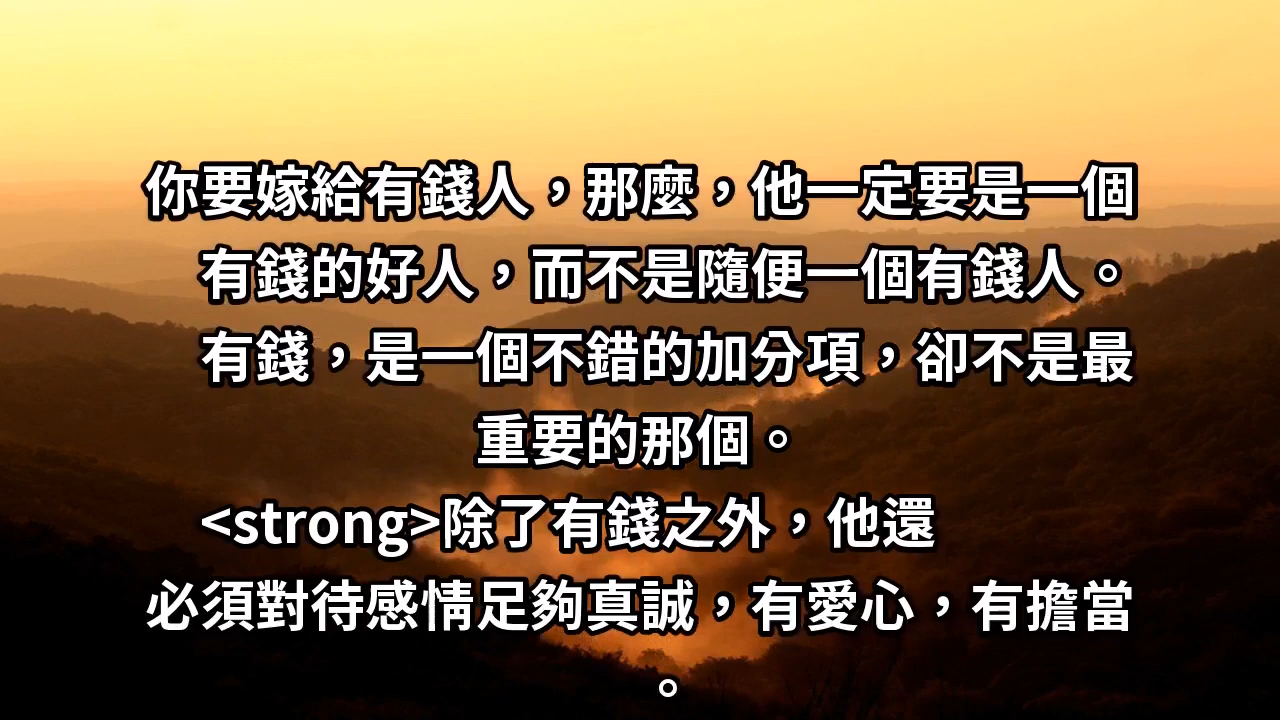 你要嫁給有錢人，那麼，他一定要是一個
有錢的好人，而不是隨便一個有錢人。
有錢，是一個不錯的加分項，卻不是最
重要的那個。
<strong>除了有錢之外，他還
必須對待感情足夠真誠，有愛心，有擔當
。